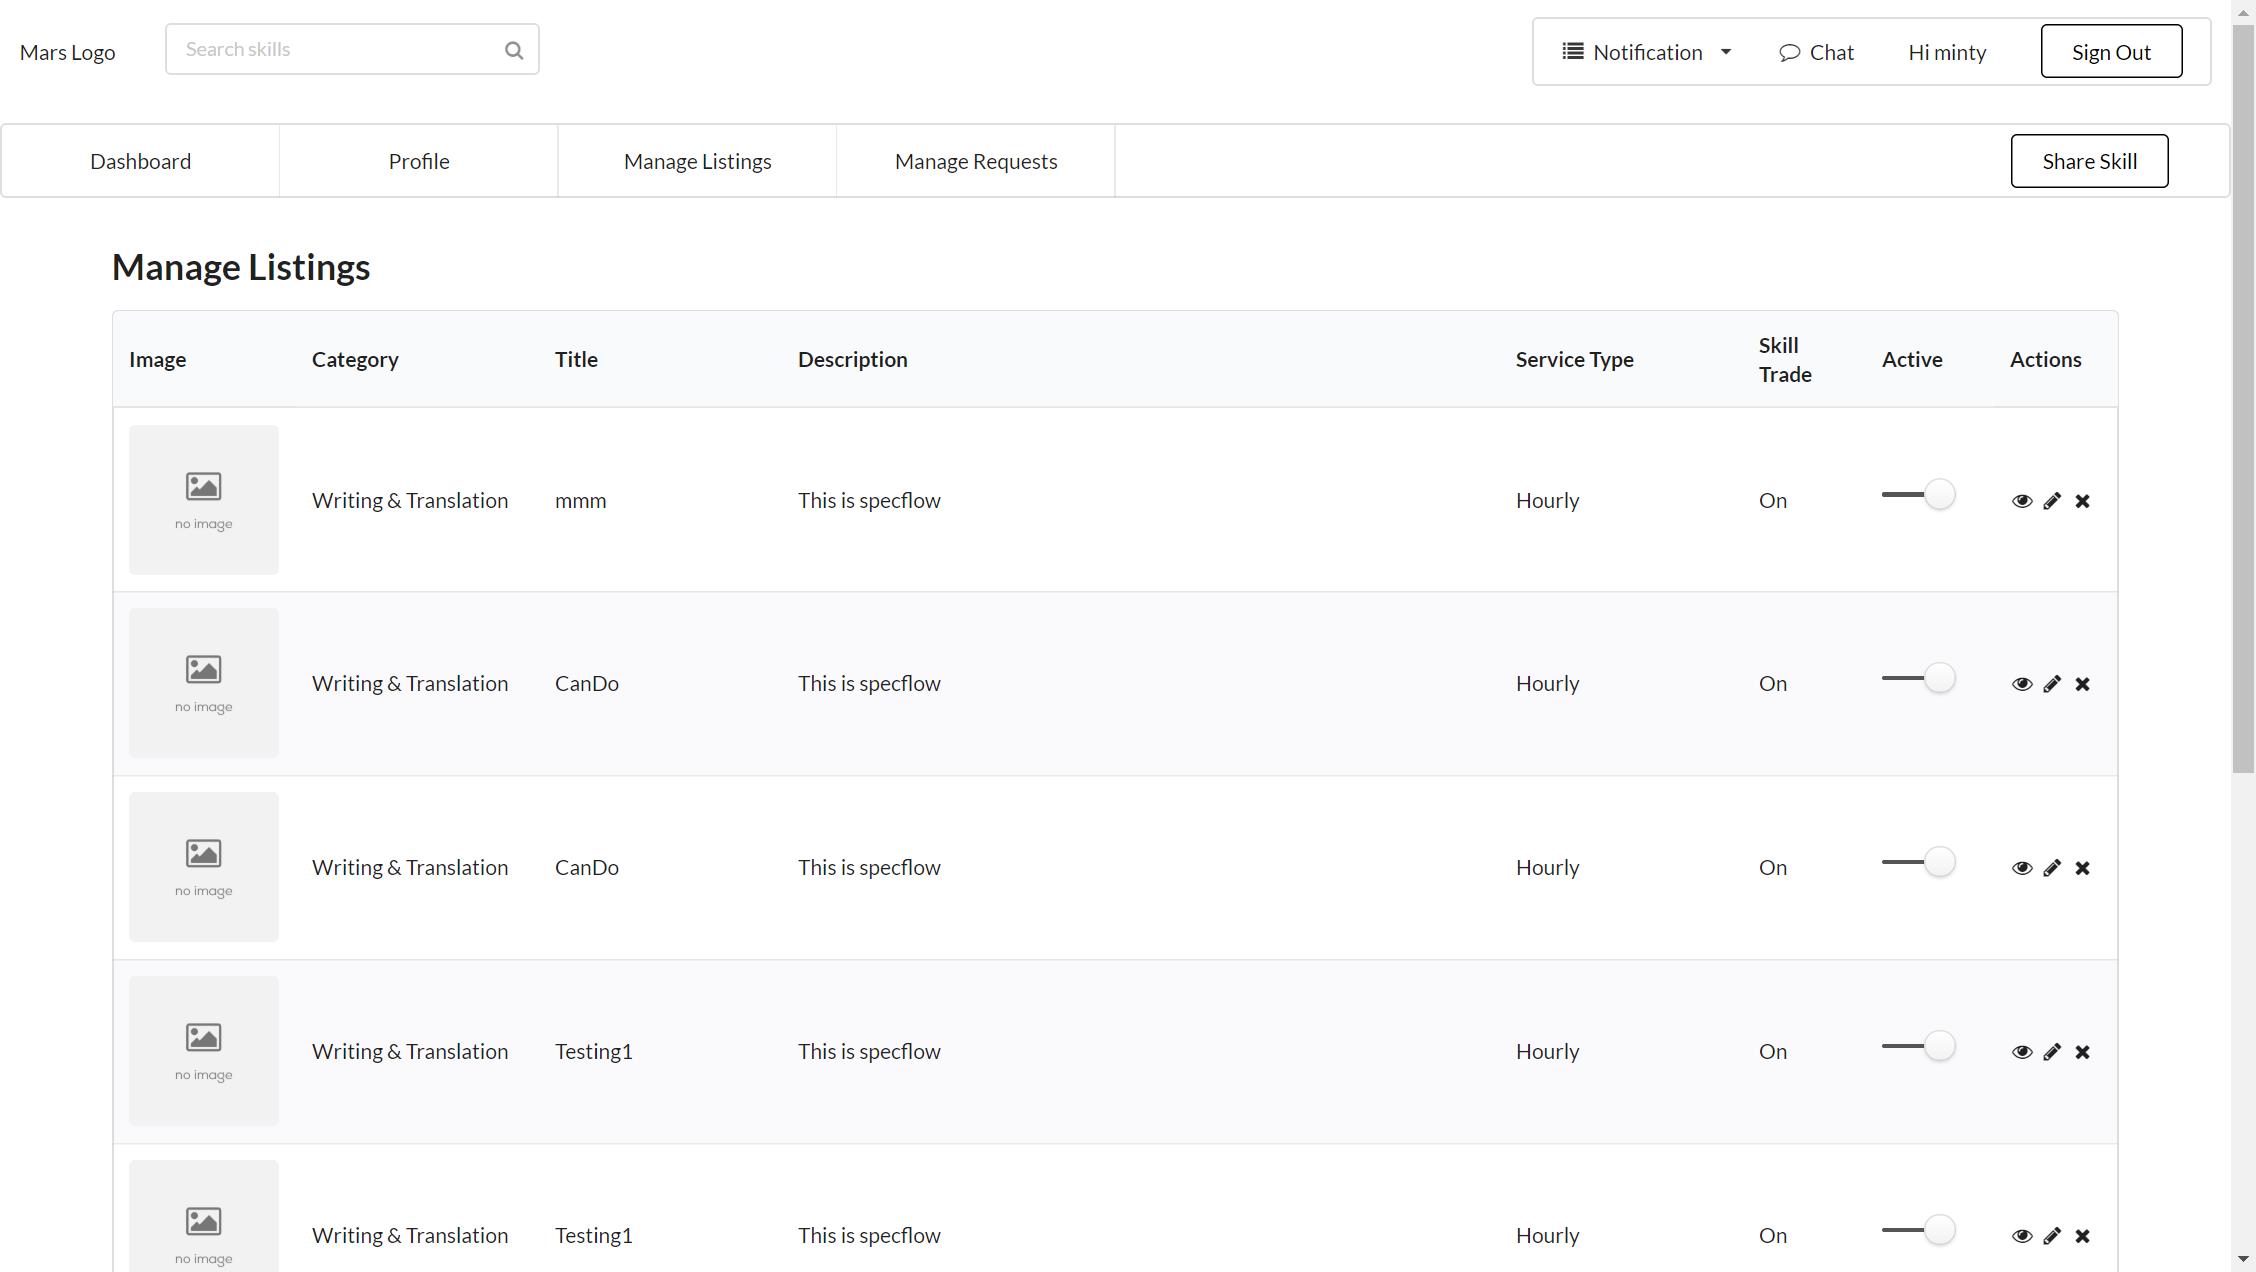 Mars Logo
Search skills
Notification
Chat
Hi minty
Sign Out
Dashboard
Profile
Manage Listings
Manage Requests
Share Skill
Manage Listings
Image
Category
Title
Description
Service Type
Skill
Trade
Active
Actions
no image
Writing & Translation
mmm
This is specflow
Hourly
On
no image
Writing & Translation
CanDo
This is specflow
Hourly
On
no image
Writing & Translation
CanDo
This is specflow
Hourly
On
no image
Writing & Translation
Testing1
This is specflow
Hourly
On
no image
Writing & Translation
Testing1
This is specflow
Hourly
On